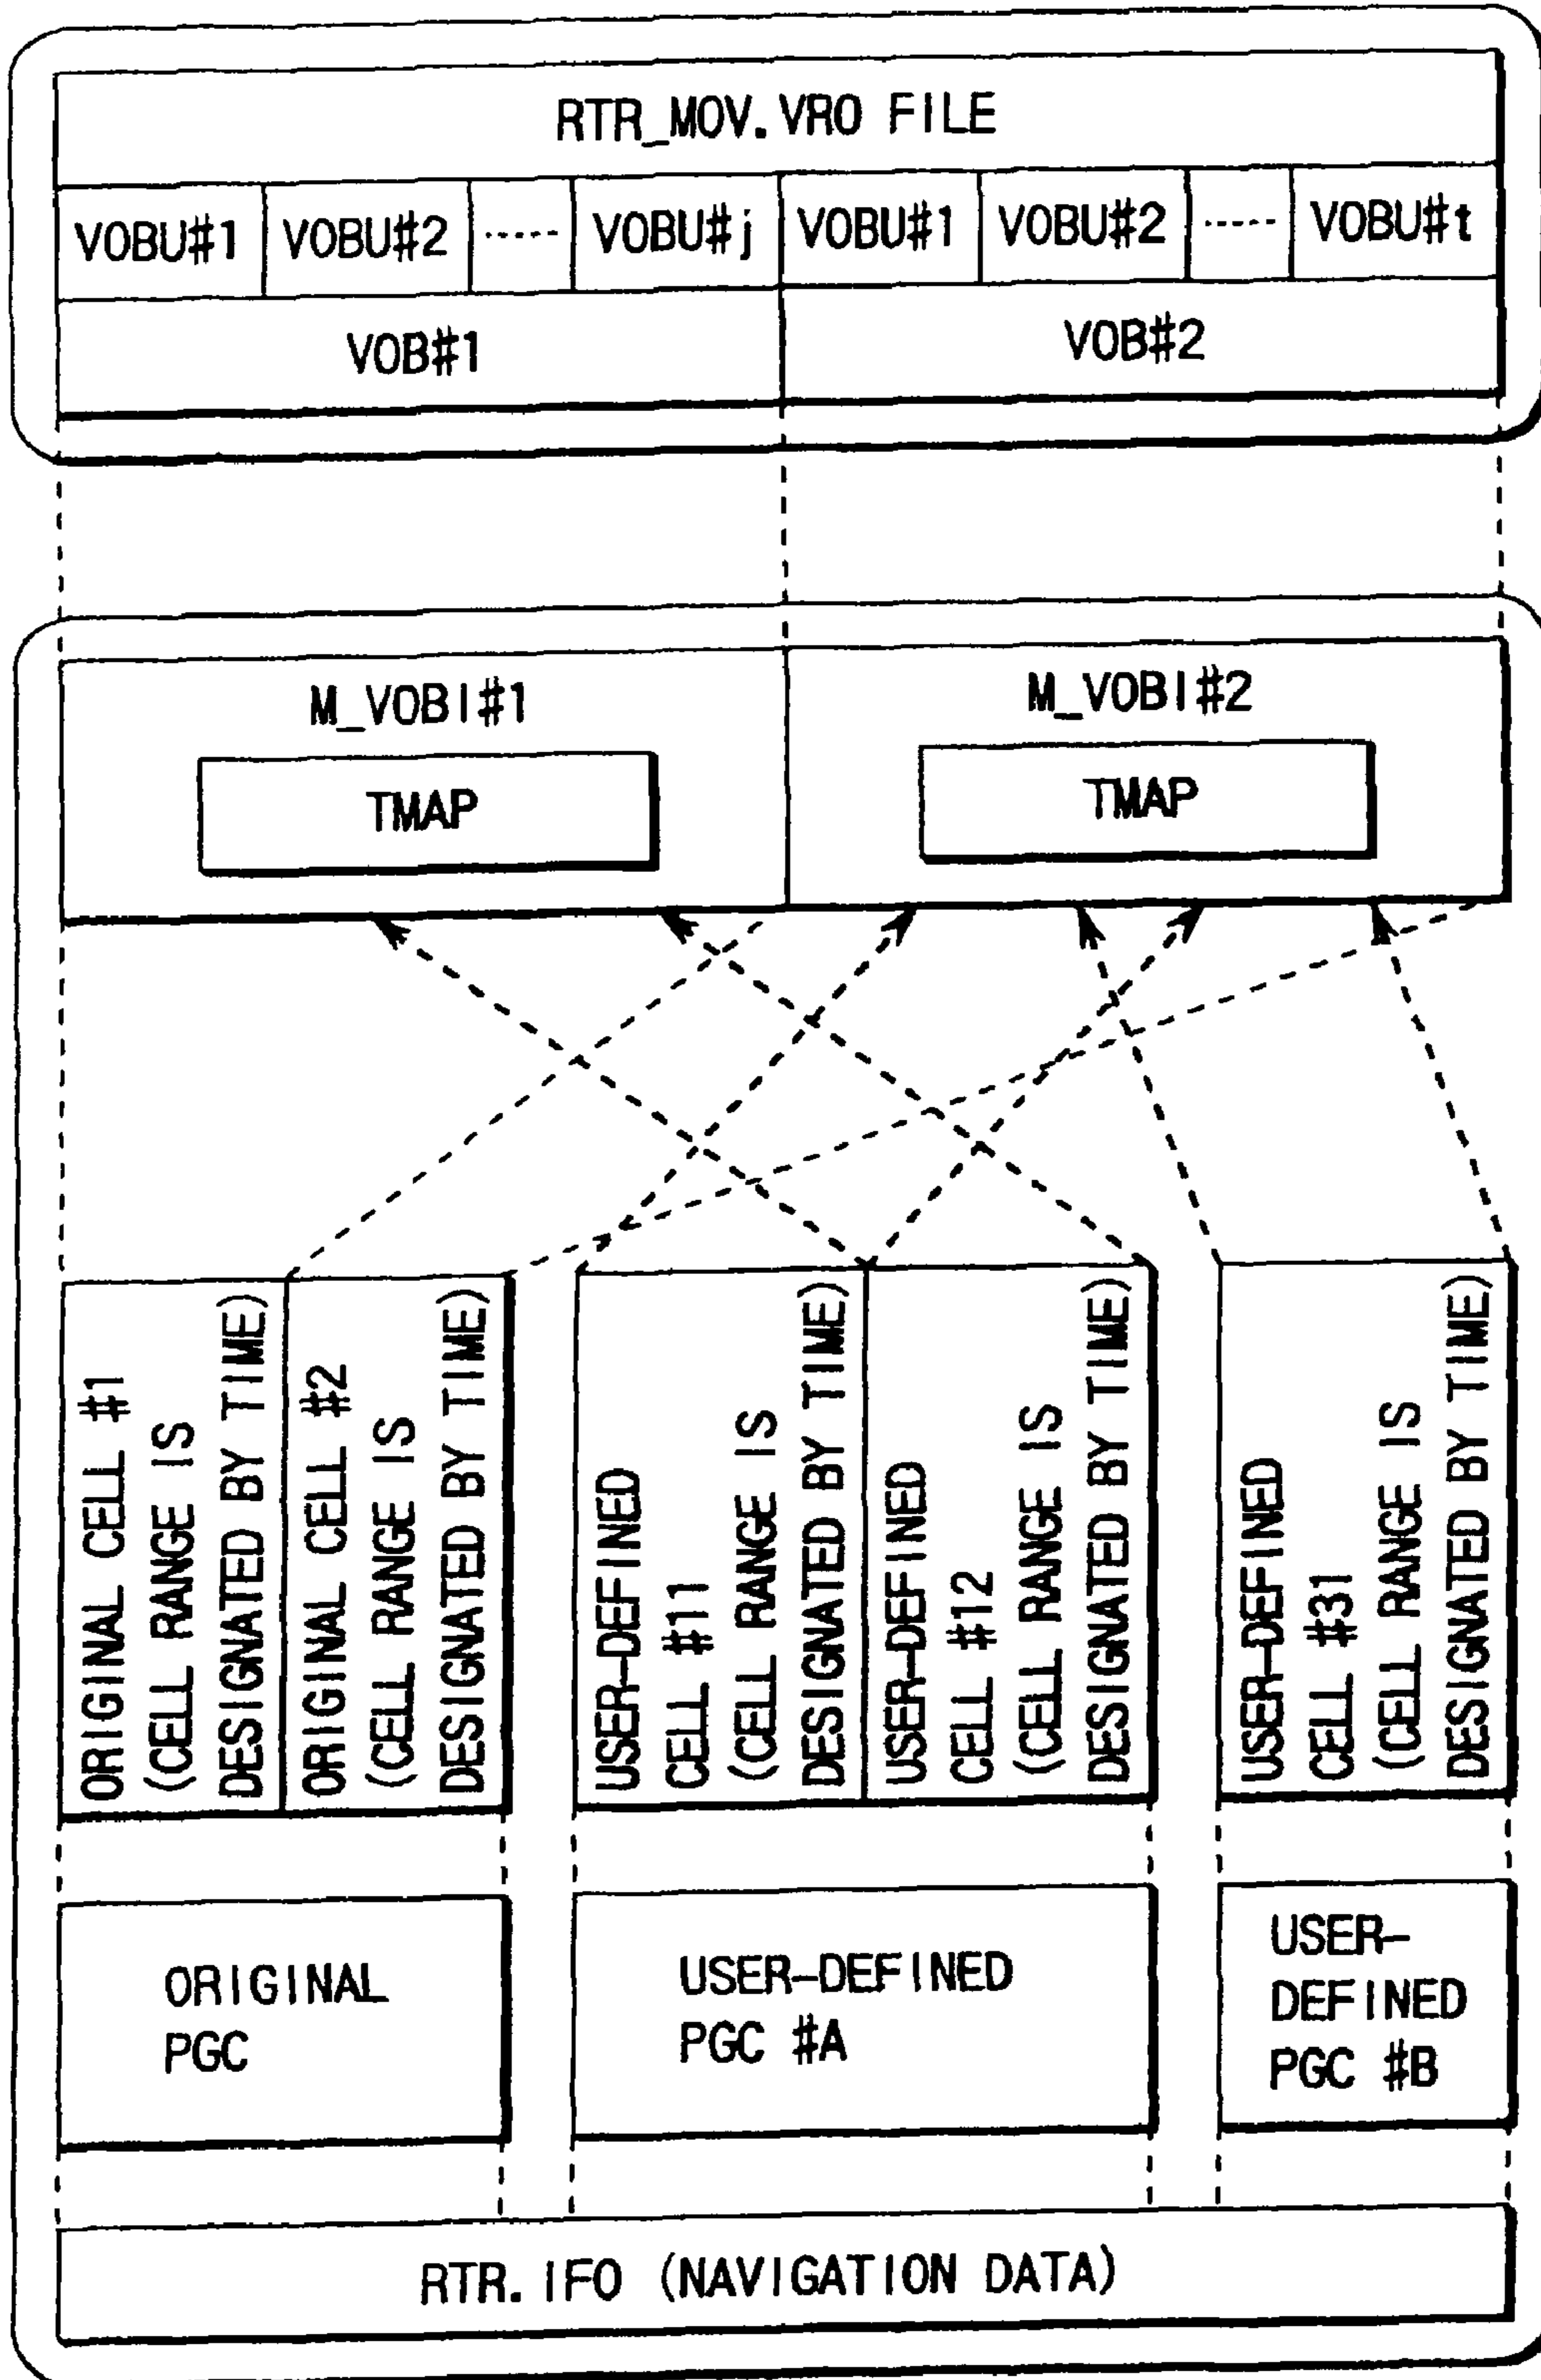 RTR_MOV.VRO FILE
VOBU#1 VOBU#2 ..... VOBU#j VOBU#1 VOBU#2 ..... VOBU#t
VOB#1 VOB#2
M_VOBI#1 M_VOBI#2
TMAP TMAP
ORIGINAL CELL #1
(CELL RANGE IS
DESIGNATED BY TIME)
ORIGINAL CELL #2
(CELL RANGE IS
DESIGNATED BY TIME)
USER-DEFINED
CELL #11
(CELL RANGE IS
DESIGNATED BY TIME)
USER-DEFINED
CELL #12
(CELL RANGE IS
DESIGNATED BY TIME)
USER-DEFINED
CELL #31
(CELL RANGE IS
DESIGNATED BY TIME)
ORIGINAL
PGC
USER-DEFINED
PGC #A
USER-
DEFINED
PGC #B
RTR.IFO (NAVIGATION DATA)